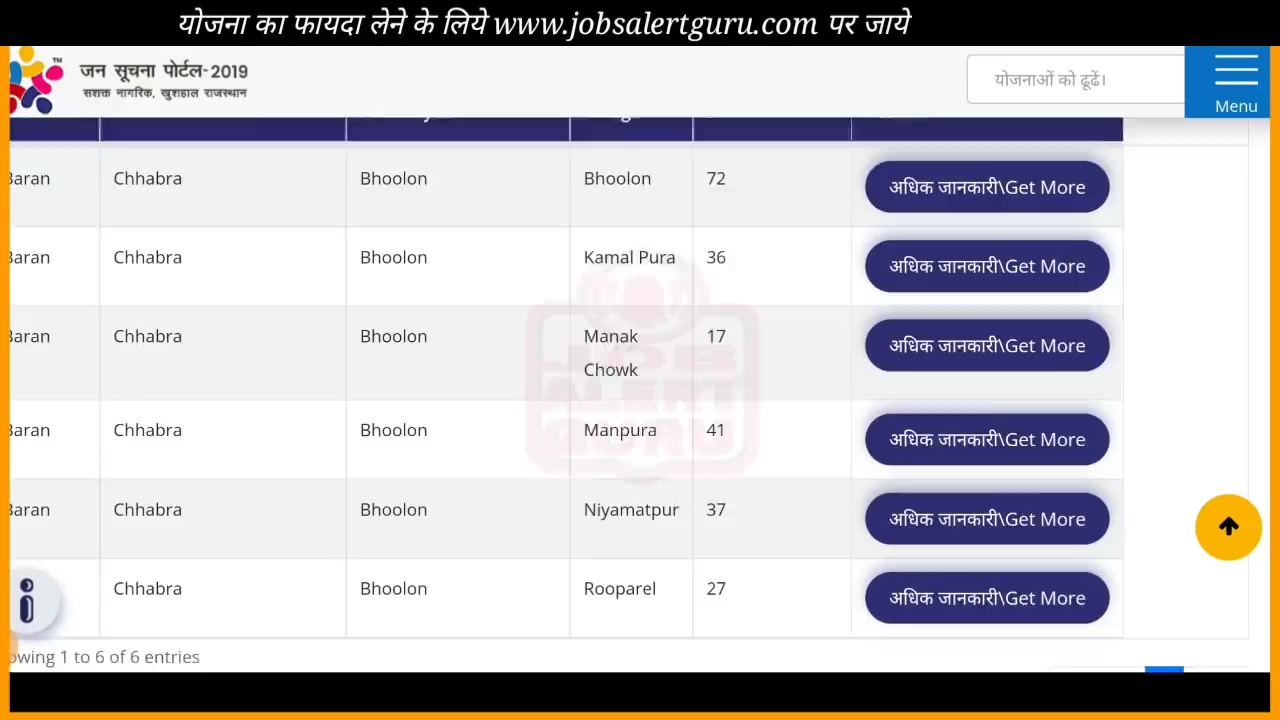 योजना का फायदा लेने के लिये www.jobsalertguru.com पर जाये
TM
जन सूचना पोर्टल-2019
सशक्त नागरिक, खुशहाल राजस्थान
योजनाओं को ढूढें।
Menu
Baran Chhabra Bhoolon Bhoolon 72 अधिक जानकारी\Get More
Baran Chhabra Bhoolon Kamal Pura 36 अधिक जानकारी\Get More
Baran Chhabra Bhoolon Manak Chowk 17 अधिक जानकारी\Get More
Baran Chhabra Bhoolon Manpura 41 अधिक जानकारी\Get More
Baran Chhabra Bhoolon Niyamatpur 37 अधिक जानकारी\Get More
Chhabra Bhoolon Rooparel 27 अधिक जानकारी\Get More
JOB
ALERT
GURU
owing 1 to 6 of 6 entries